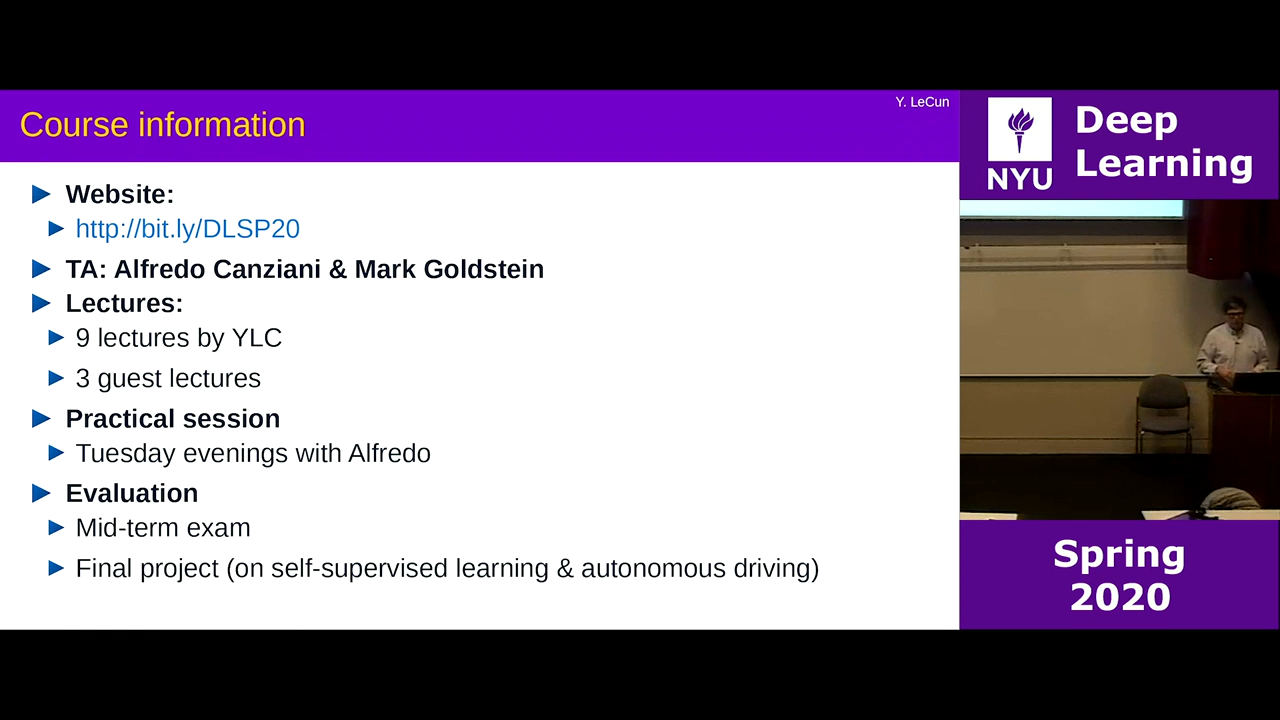 Y. LeCun
Course information
Website:
http://bit.ly/DLSP20
TA: Alfredo Canziani & Mark Goldstein
Lectures:
9 lectures by YLC
3 guest lectures
Practical session
Tuesday evenings with Alfredo
Evaluation
Mid-term exam
Final project (on self-supervised learning & autonomous driving)
NYU
Deep
Learning
Spring
2020